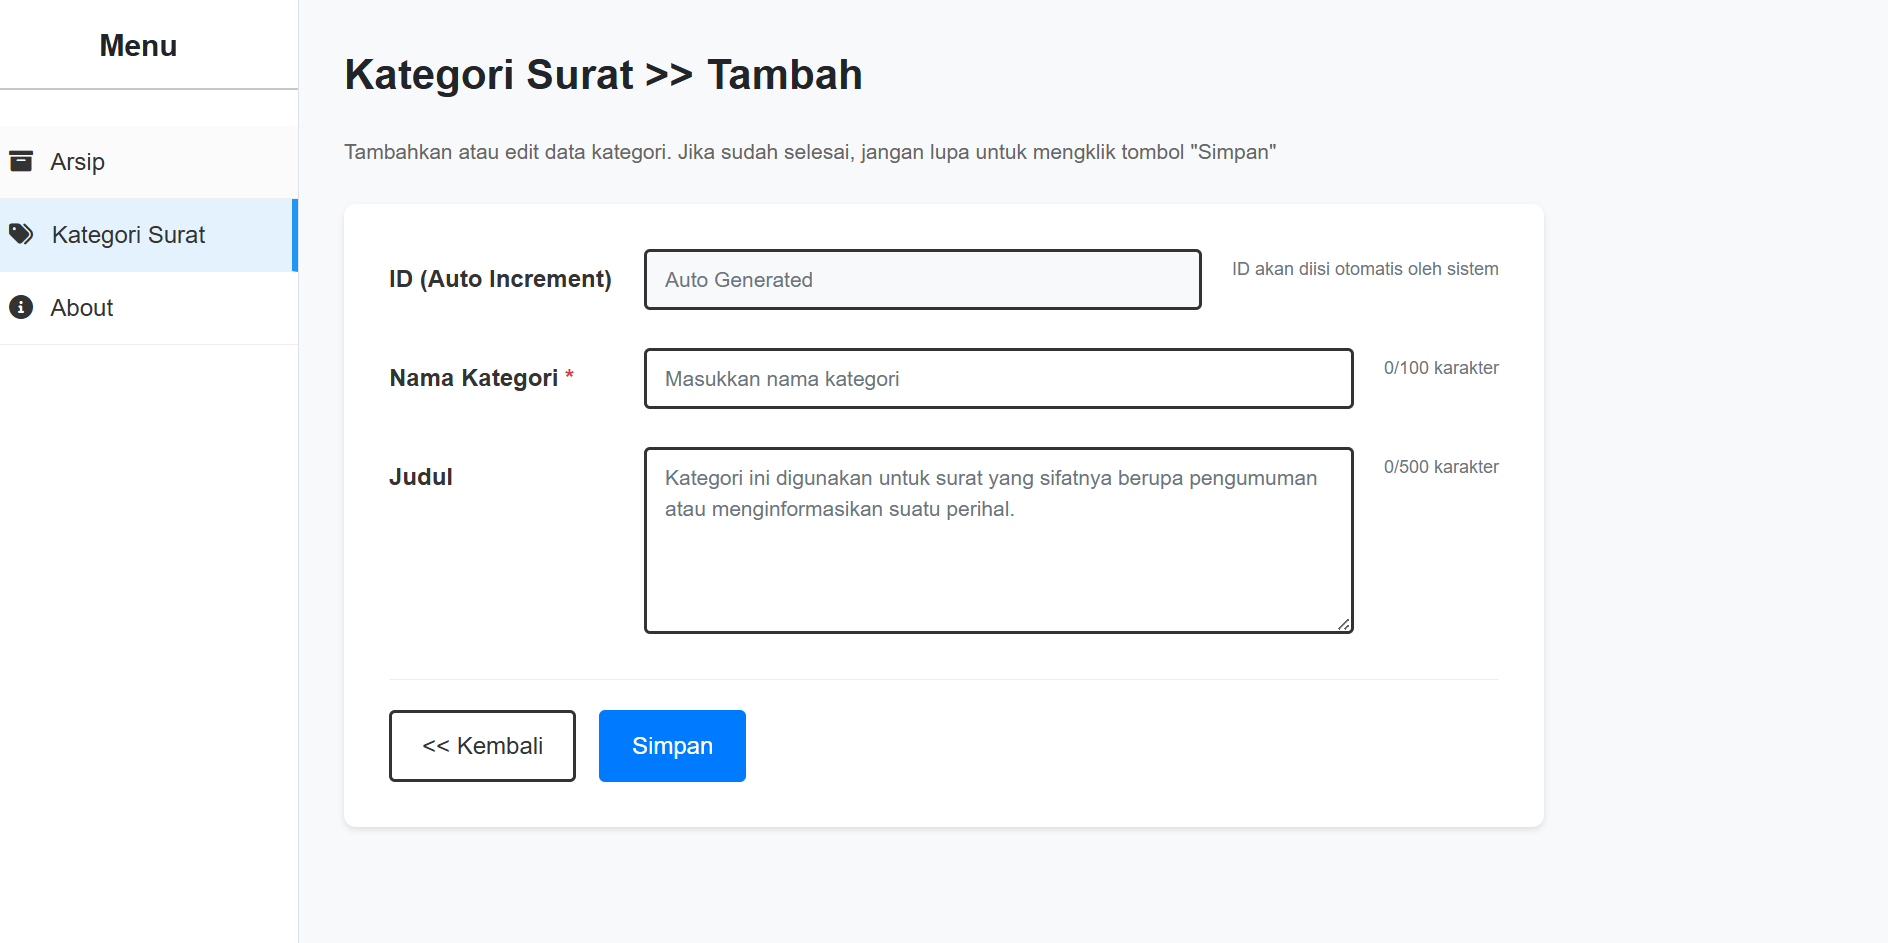 Menu
Arsip
Kategori Surat
About
Kategori Surat >> Tambah
Tambahkan atau edit data kategori. Jika sudah selesai, jangan lupa untuk mengklik tombol "Simpan"
ID (Auto Increment)
Auto Generated
ID akan diisi otomatis oleh sistem
Nama Kategori *
Masukkan nama kategori
0/100 karakter
Judul
Kategori ini digunakan untuk surat yang sifatnya berupa pengumuman
atau menginformasikan suatu perihal.
0/500 karakter
<< Kembali
Simpan